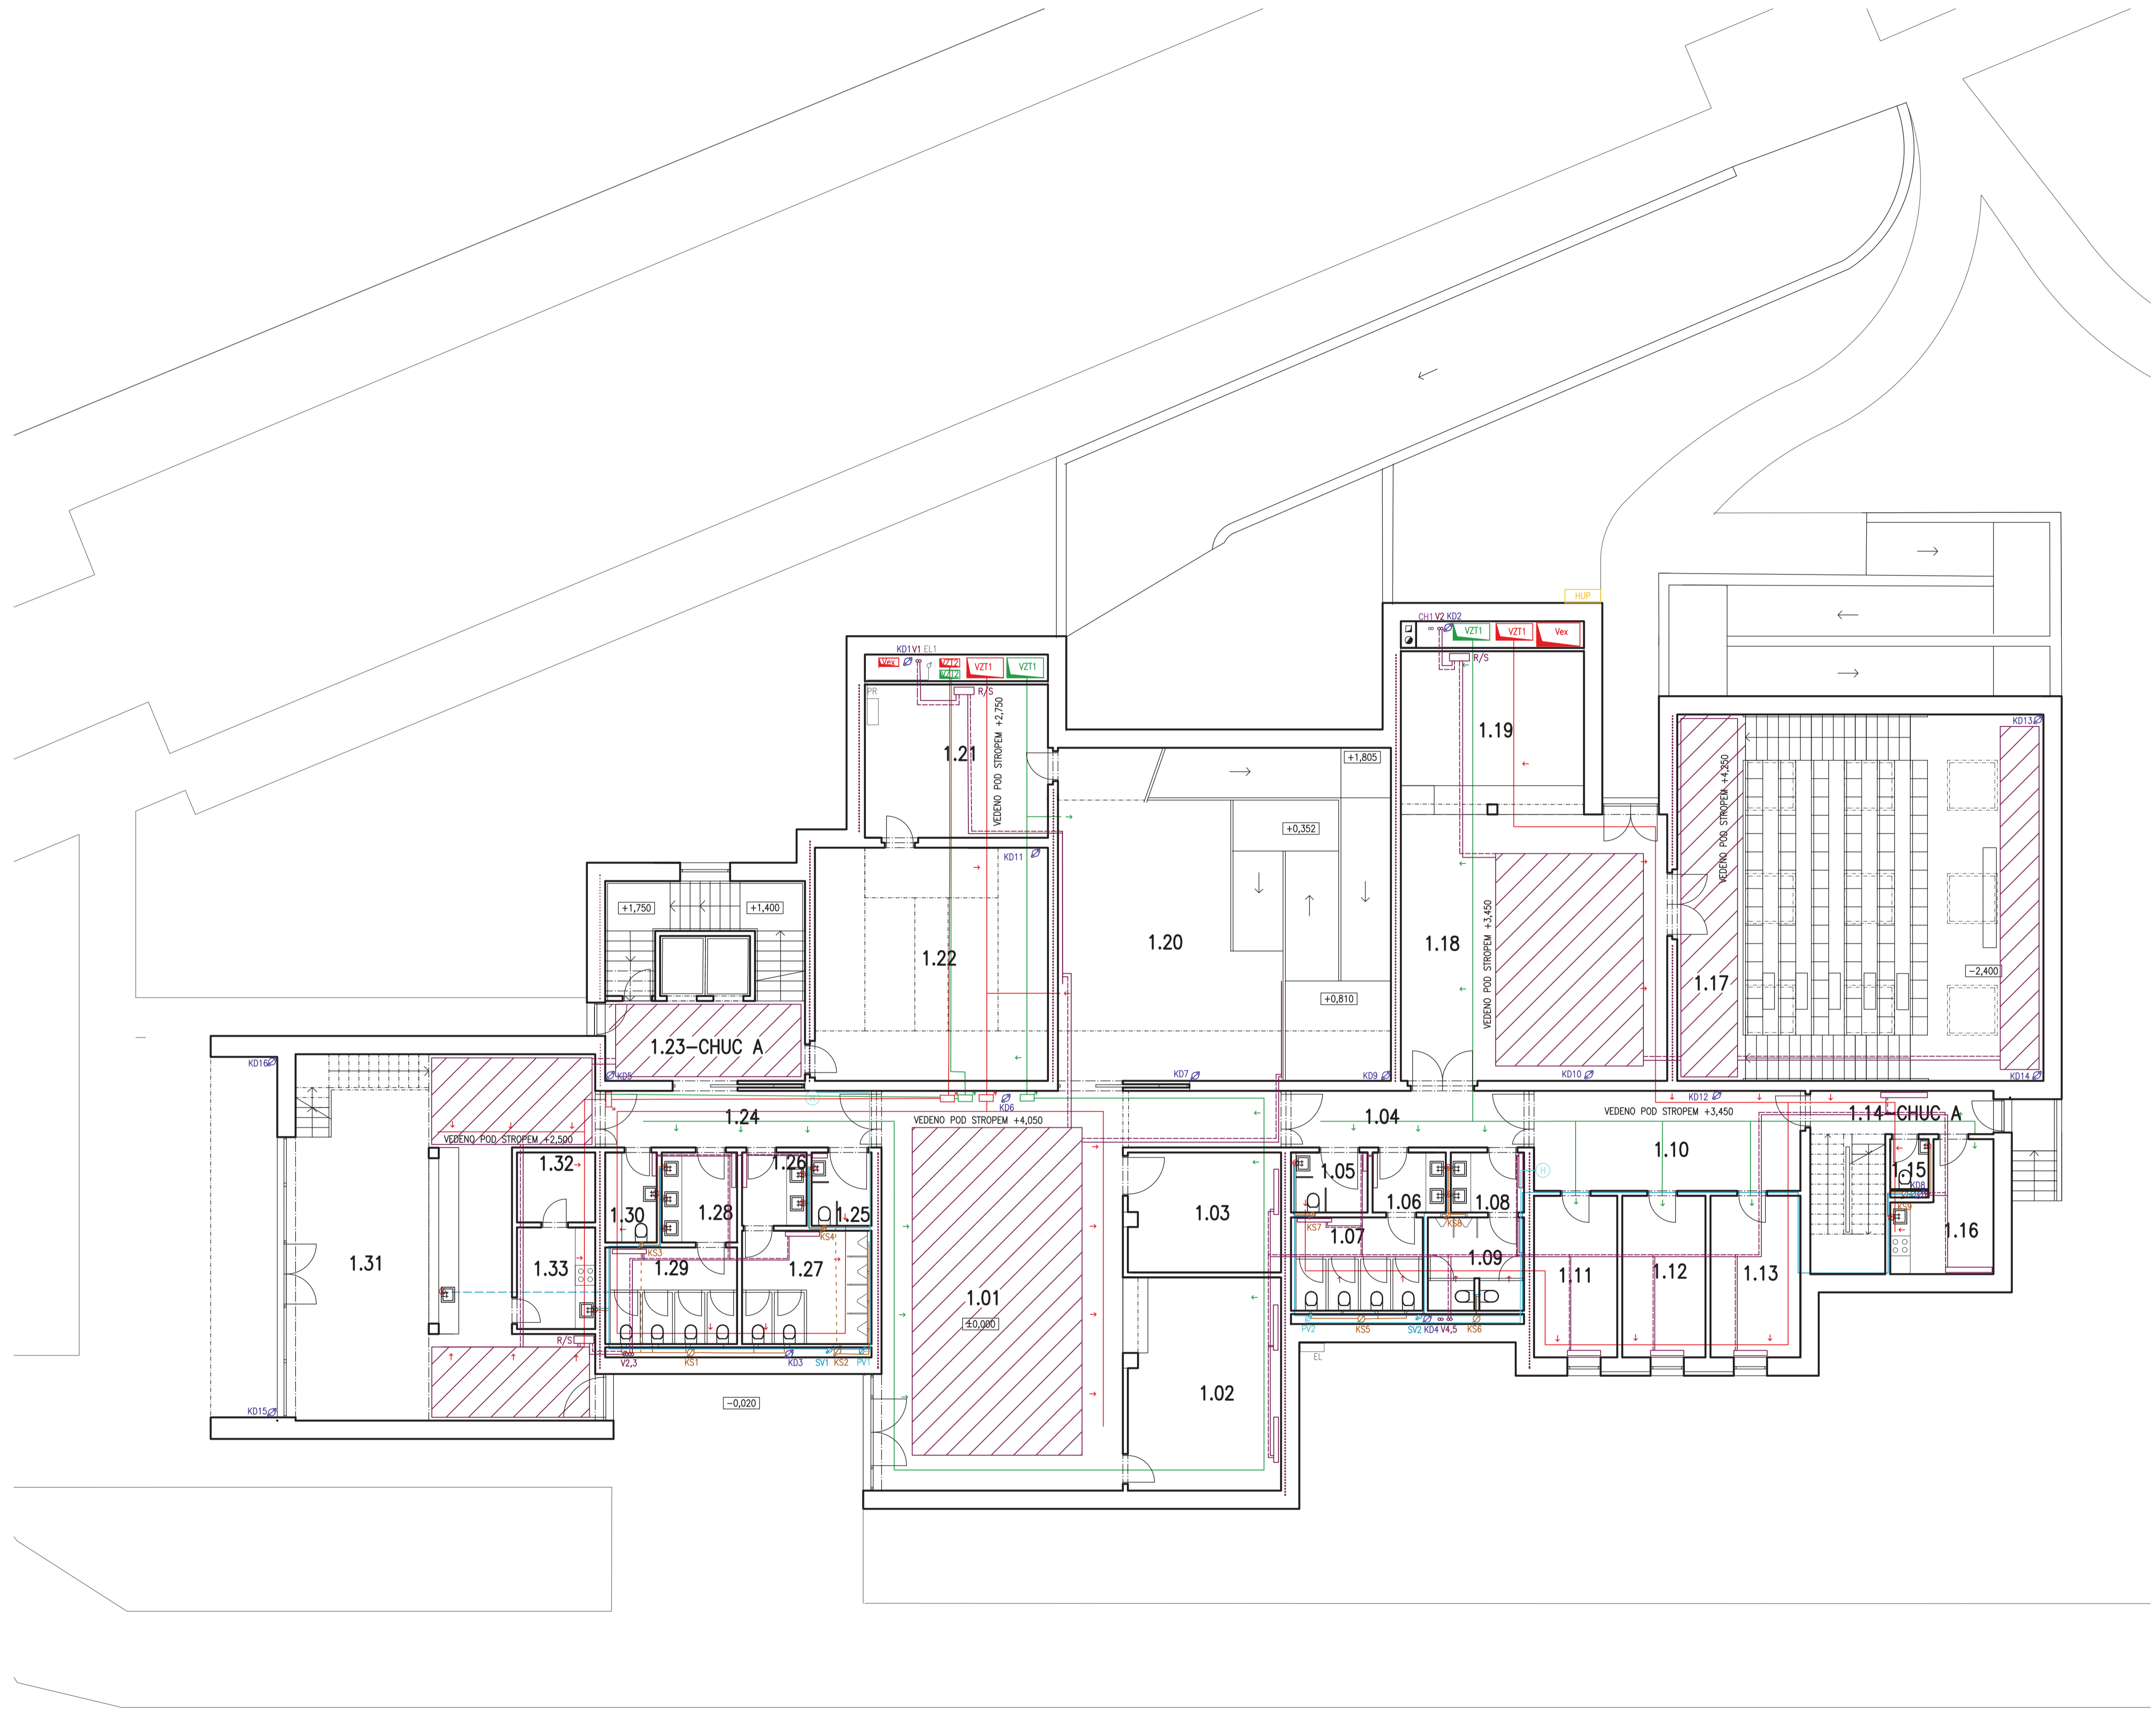 HUP
CH1 V2 KD2
VZT1
VZT1
Vex
R/S
KD1 V1 EL1
Vex
VZT2
VZT2
VZT1
VZT1
PR
R/S
VEDENO POD STROPEM +2,750
1.21
1.19
KD13
+1,805
VEDENO POD STROPEM +4,250
+0,352
KD11
+1,750
+1,400
VEDENO POD STROPEM +3,450
1.22
1.20
1.18
1.17
-2,400
+0,810
1.23-CHUC A
KD16
KD5
KD7
KD9
KD10
KD14
H
KD6
KD12
1.24
VEDENO POD STROPEM +4,050
1.04
VEDENO POD STROPEM +3,450
1.14-CHUC A
VEDENO POD STROPEM +2,500
1.32
1.26
1.05
1.10
H
1.15
KD8
KS9
1.30
1.28
1.25
1.03
1.06
1.08
1.16
KS3
KS4
KS7
KS8
1.07
1.31
1.33
1.29
1.27
1.09
1.11
1.12
1.13
1.01
±0,000
R/S
V2,3
KS1
KD3
SV1
KS2
PV1
PV2
KS5
SV2
KD4
V4,5
KS6
EL
1.02
-0,020
KD15